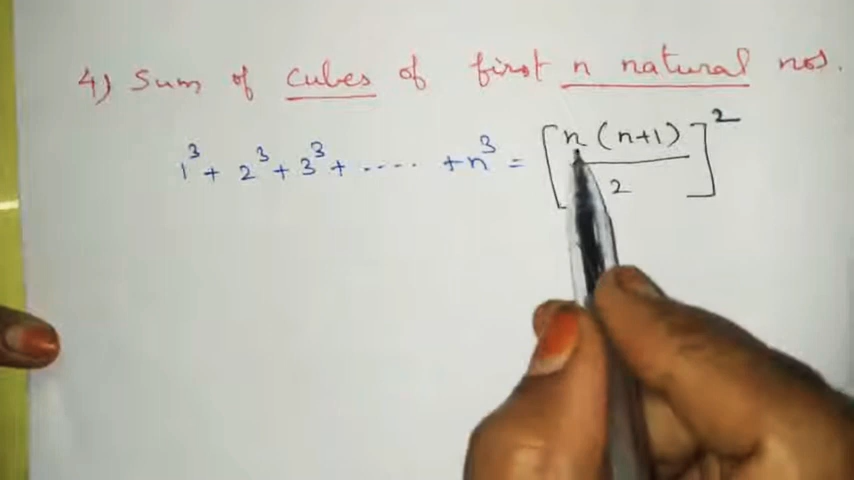 4) Sum of cubes of first n natural nos.
1³ + 2³ + 3³ + ..... + n³ = [n(n+1)/2]²